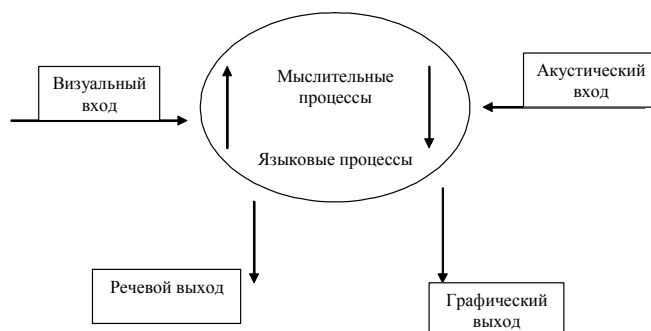 Визуальный
вход
Мыслительные
процессы
Акустический
вход
Языковые процессы
Речевой выход
Графический
выход